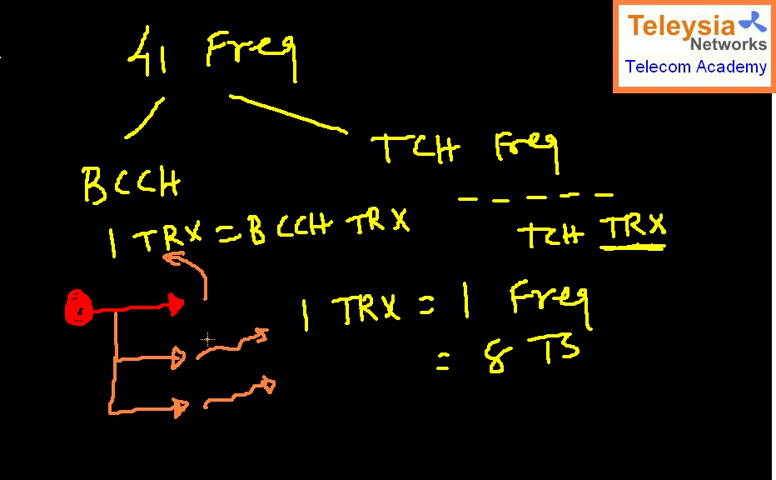 Teleysia
Networks
Telecom Academy
41 Freq
BCCH
TCH Freq
1 TRX = BCCH TRX
TCH TRX
1 TRX = 1 Freq
= 8 TS